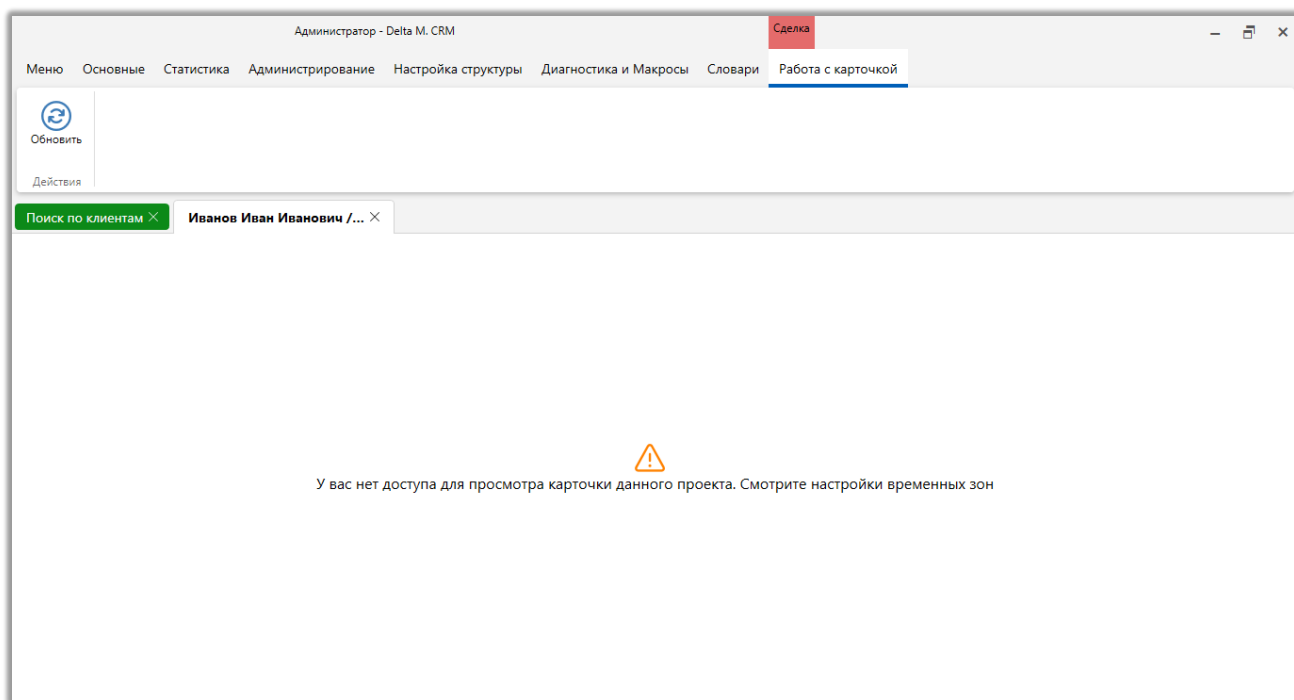 Администратор - Delta M. CRM
Сделка
Меню Основные Статистика Администрирование Настройка структуры Диагностика и Макросы Словари Работа с карточкой
Обновить
Действия
Поиск по клиентам Иванов Иван Иванович /...
У вас нет доступа для просмотра карточки данного проекта. Смотрите настройки временных зон